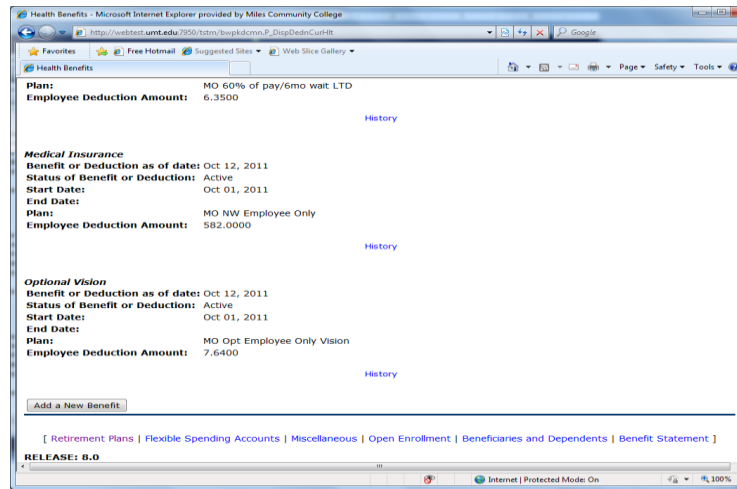 Health Benefits - Microsoft Internet Explorer provided by Miles Community College
http://webtest.umt.edu:7950/tstm/bwpkdcmn.P_DispDednCurHlt
Google
Favorites Free Hotmail Suggested Sites Web Slice Gallery
Health Benefits
Page Safety Tools
Plan: MO 60% of pay/6mo wait LTD
Employee Deduction Amount: 6.3500
History
Medical Insurance
Benefit or Deduction as of date: Oct 12, 2011
Status of Benefit or Deduction: Active
Start Date: Oct 01, 2011
End Date:
Plan: MO NW Employee Only
Employee Deduction Amount: 582.0000
History
Optional Vision
Benefit or Deduction as of date: Oct 12, 2011
Status of Benefit or Deduction: Active
Start Date: Oct 01, 2011
End Date:
Plan: MO Opt Employee Only Vision
Employee Deduction Amount: 7.6400
History
Add a New Benefit
[ Retirement Plans | Flexible Spending Accounts | Miscellaneous | Open Enrollment | Beneficiaries and Dependents | Benefit Statement ]
RELEASE: 8.0
Internet | Protected Mode: On 100%